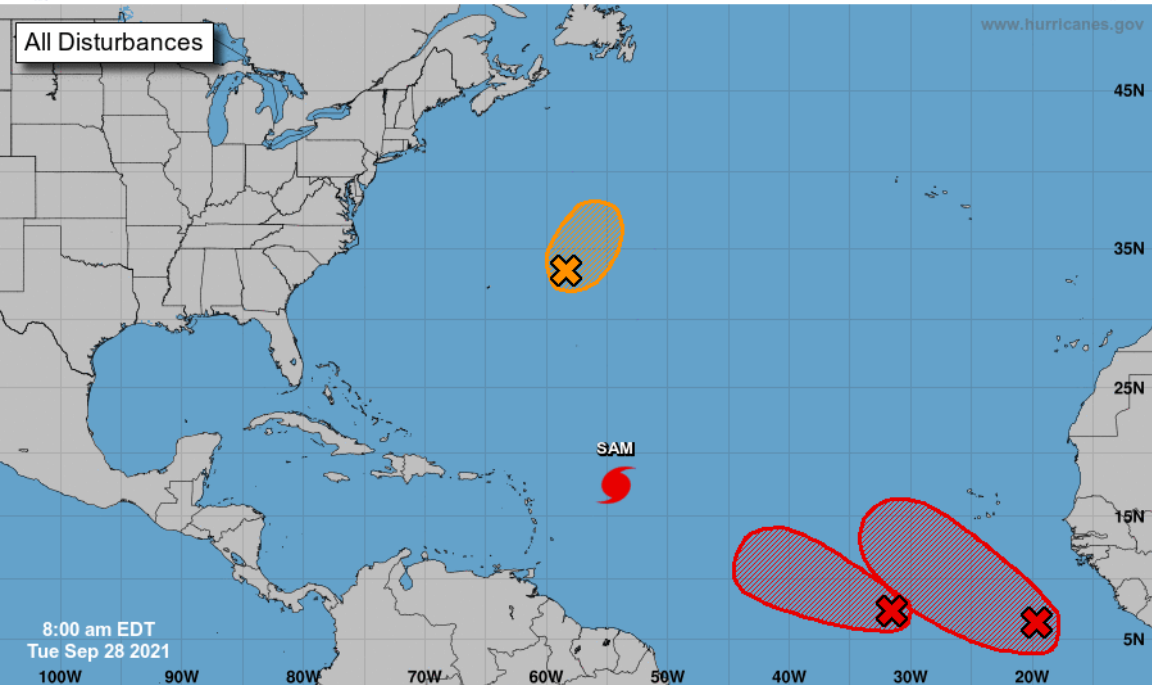 www.hurricanes.gov
All Disturbances
45N
35N
25N
SAM
15N
8:00 am EDT
Tue Sep 28 2021
5N
100W 90W 80W 70W 60W 50W 40W 30W 20W